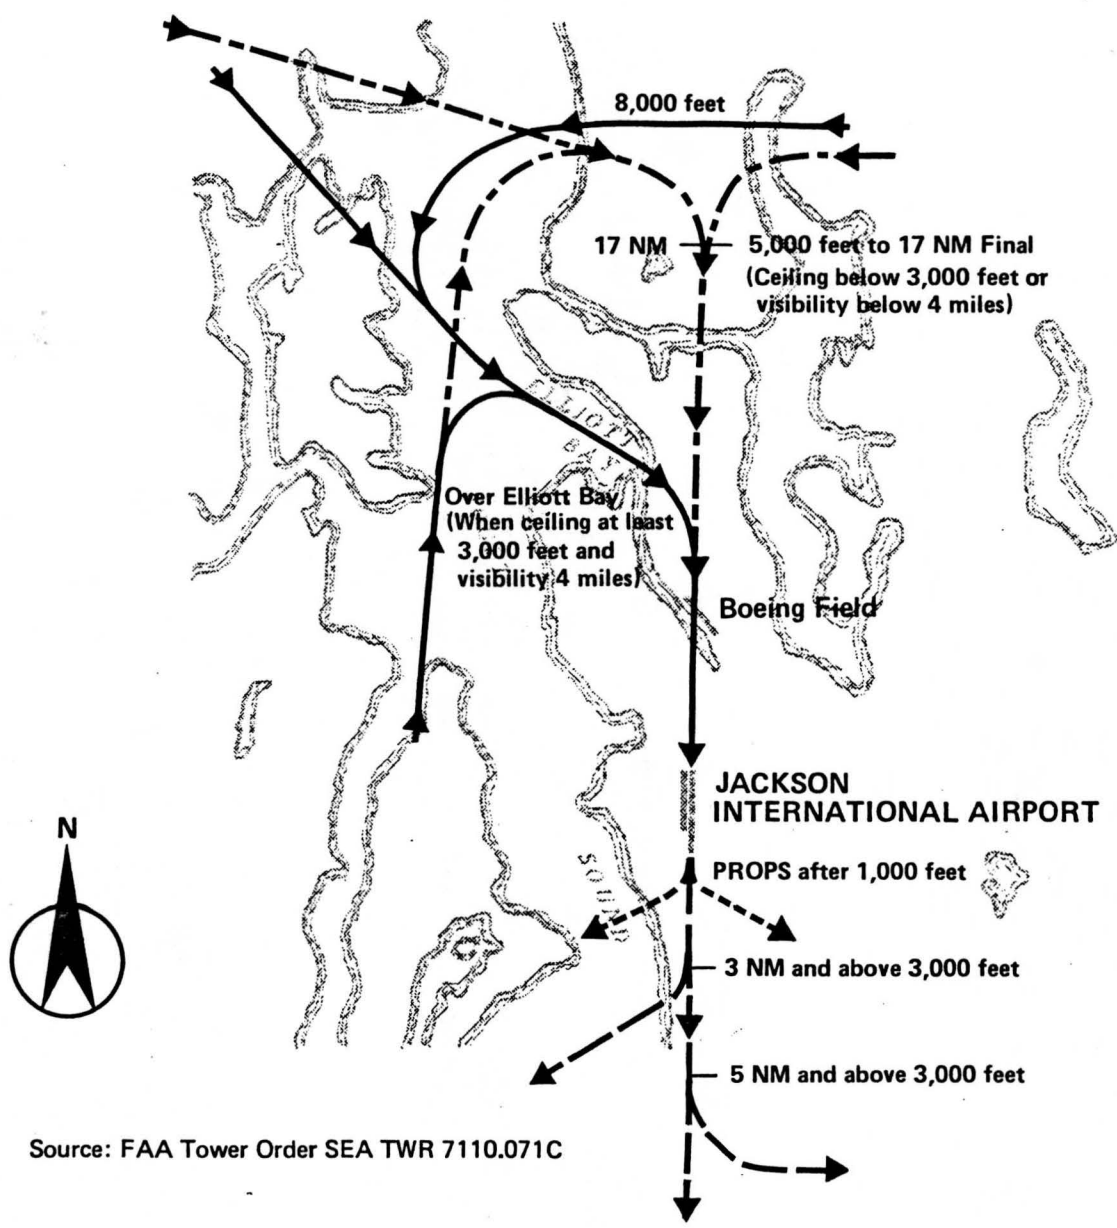 8,000 feet
17 NM
5,000 feet to 17 NM Final
(Ceiling below 3,000 feet or
visibility below 4 miles)
ELLIOTT
BAY
Over Elliott Bay
(When ceiling at least
3,000 feet and
visibility 4 miles)
Boeing Field
JACKSON
INTERNATIONAL AIRPORT
N
PROPS after 1,000 feet
SOUND
3 NM and above 3,000 feet
5 NM and above 3,000 feet
Source: FAA Tower Order SEA TWR 7110.071C